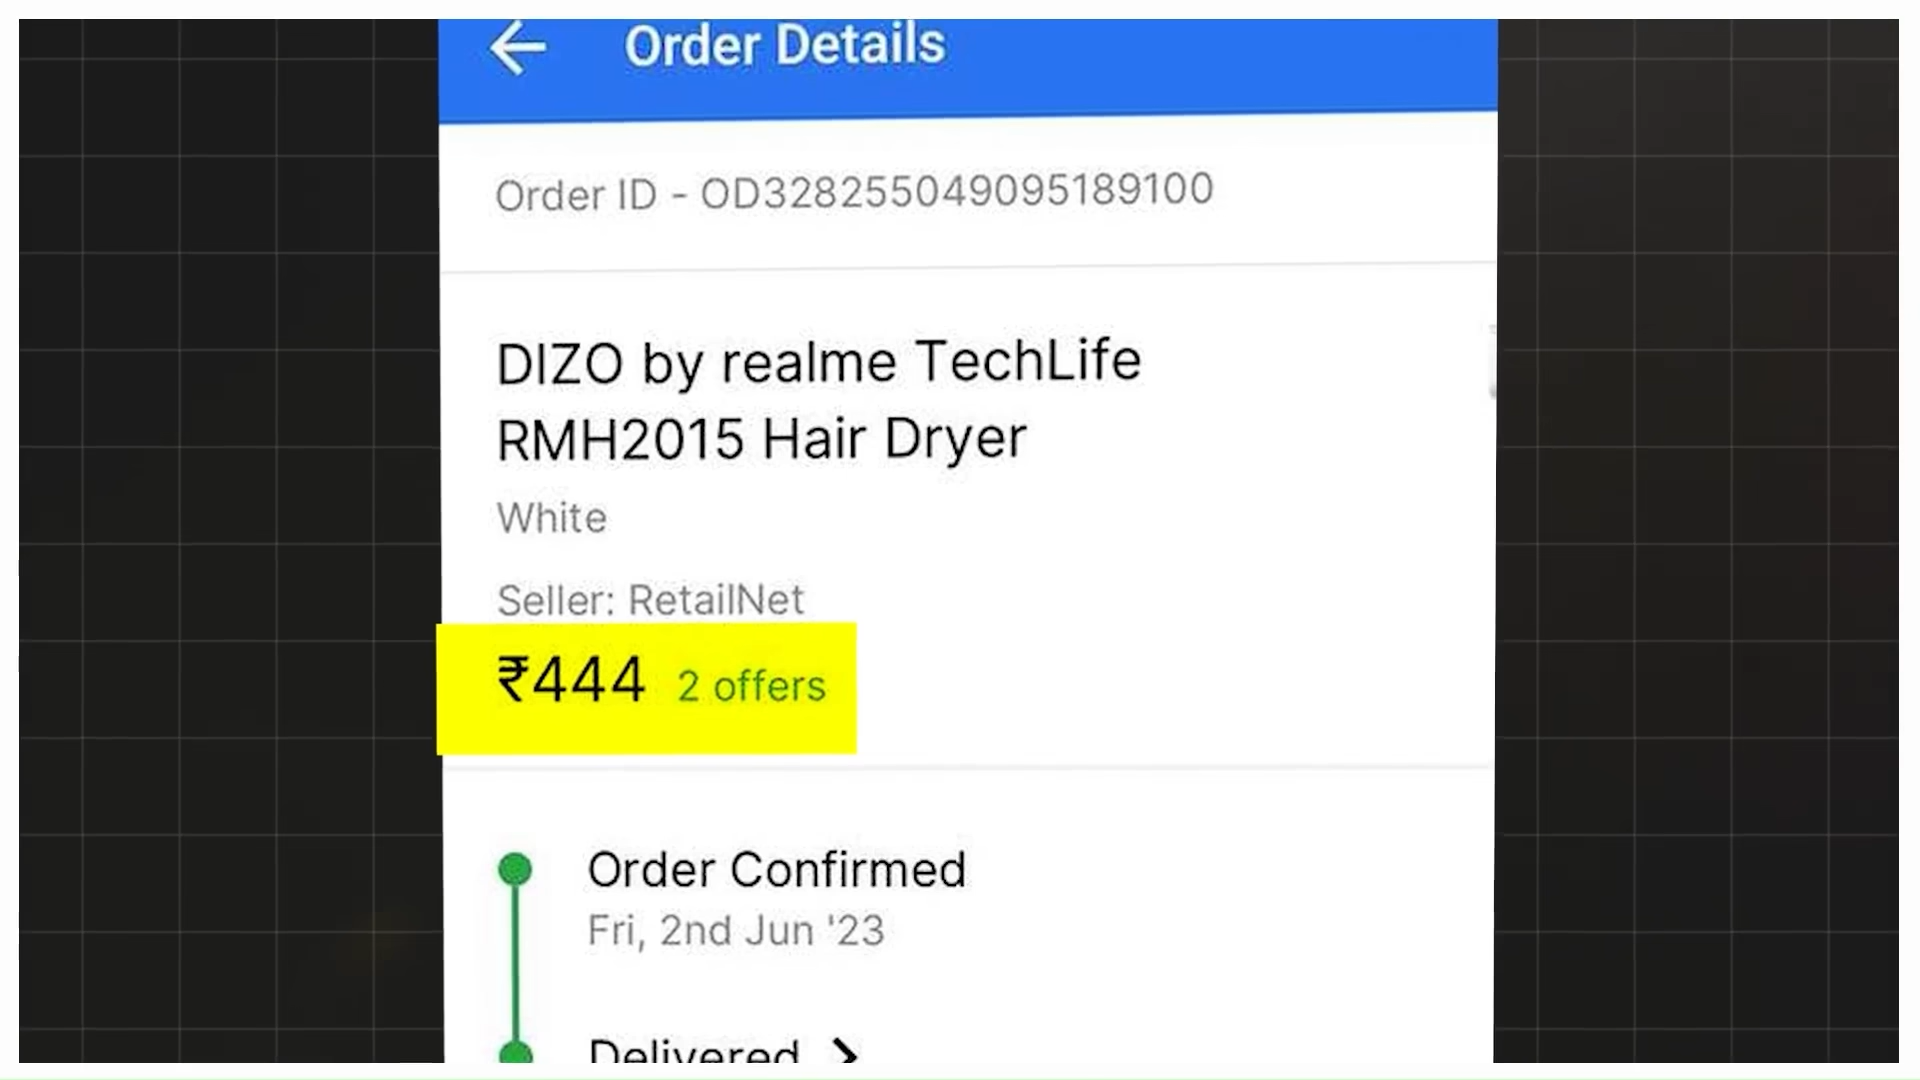 Order Details
Order ID - OD328255049095189100
DIZO by realme TechLife
RMH2015 Hair Dryer
White
Seller: RetailNet
₹444 2 offers
Order Confirmed
Fri, 2nd Jun '23
Delivered